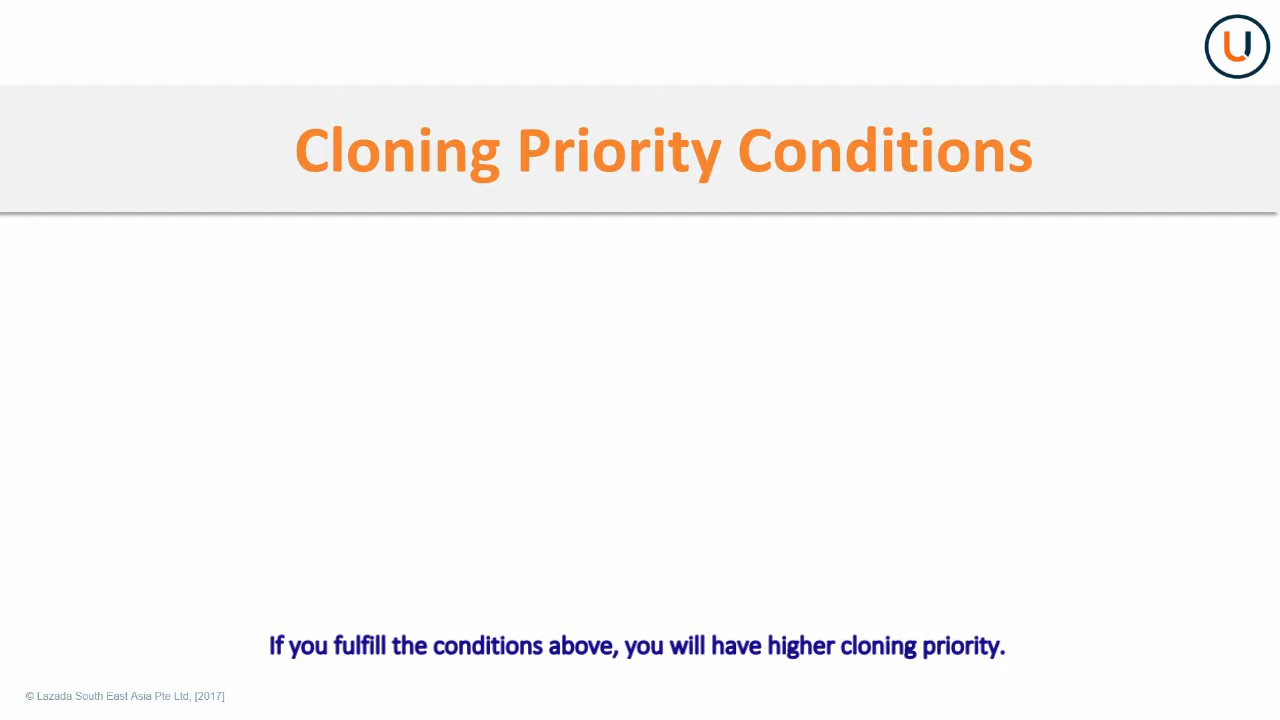 U
Cloning Priority Conditions
If you fulfill the conditions above, you will have higher cloning priority.
© Lazada South East Asia Pte Ltd, [2017]